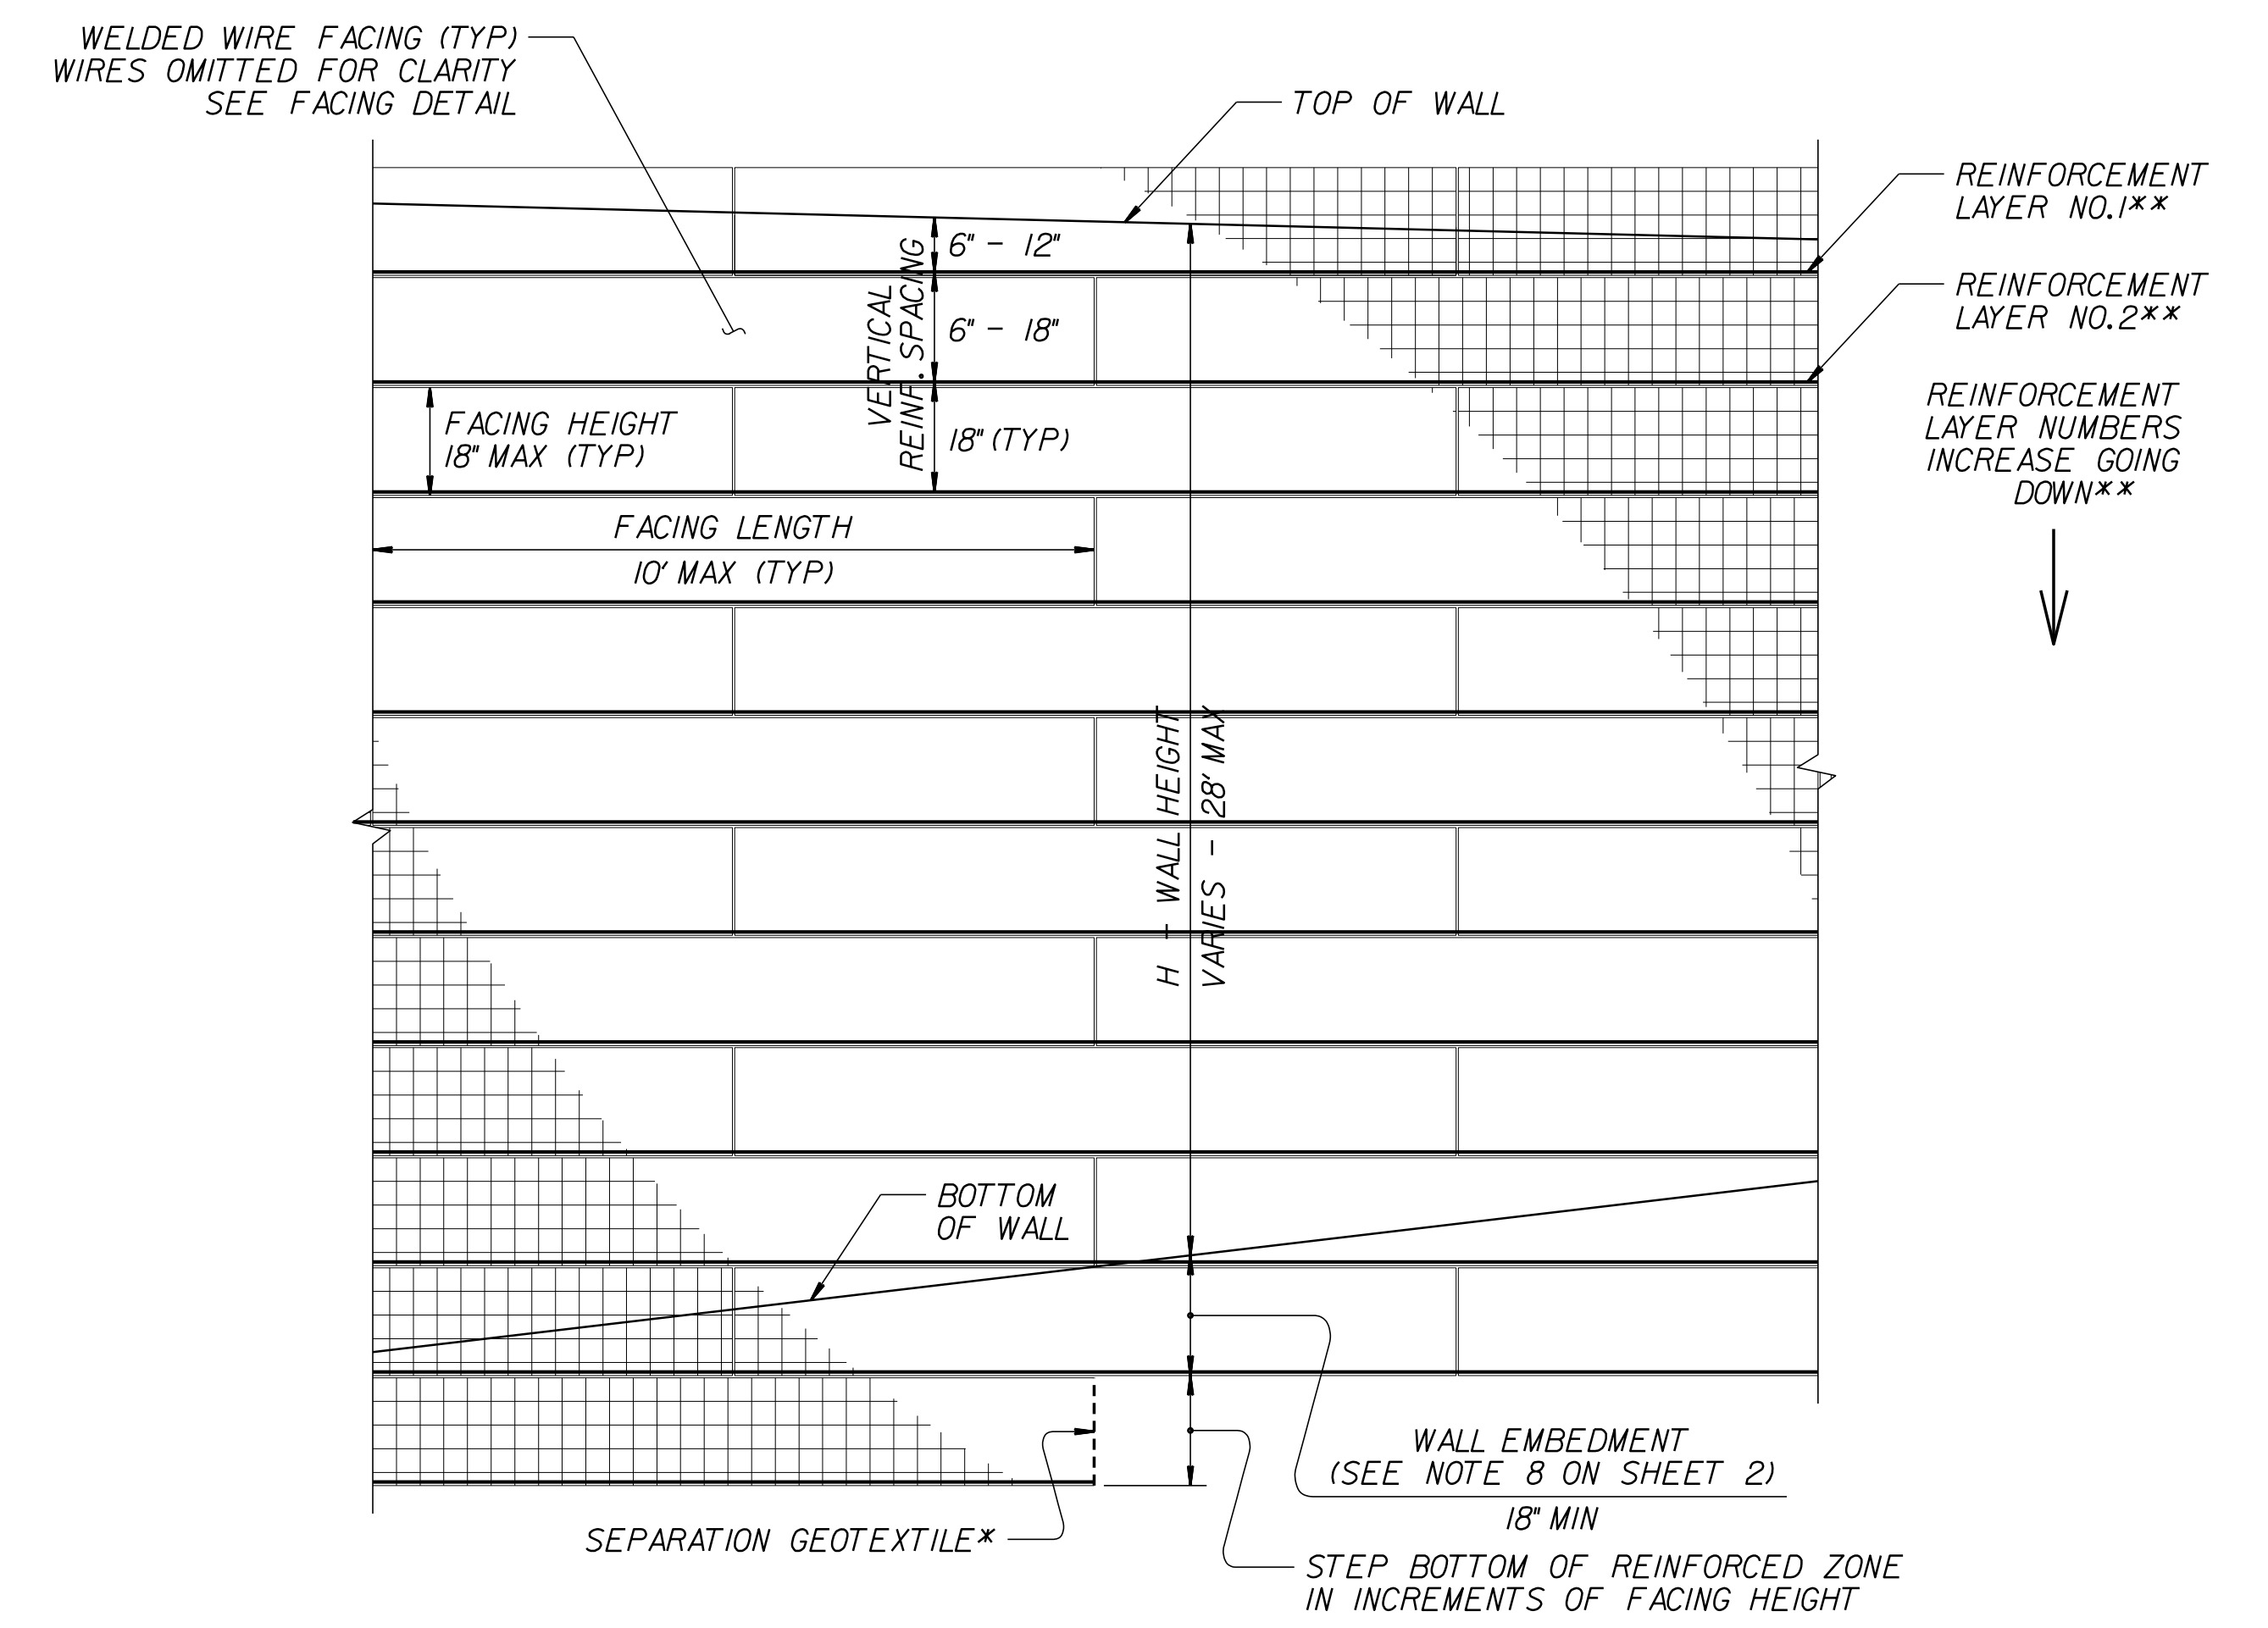 WELDED WIRE FACING (TYP)
WIRES OMITTED FOR CLARITY
SEE FACING DETAIL
TOP OF WALL
REINFORCEMENT
LAYER NO.1**
REINFORCEMENT
LAYER NO.2**
REINFORCEMENT
LAYER NUMBERS
INCREASE GOING
DOWN**
VERTICAL
REINF. SPACING
6" - 12"
6" - 18"
18" (TYP)
FACING HEIGHT
18" MAX (TYP)
FACING LENGTH
10' MAX (TYP)
H - WALL HEIGHT
VARIES - 28' MAX
BOTTOM
OF WALL
WALL EMBEDMENT
(SEE NOTE 8 ON SHEET 2)
18" MIN
SEPARATION GEOTEXTILE*
STEP BOTTOM OF REINFORCED ZONE
IN INCREMENTS OF FACING HEIGHT